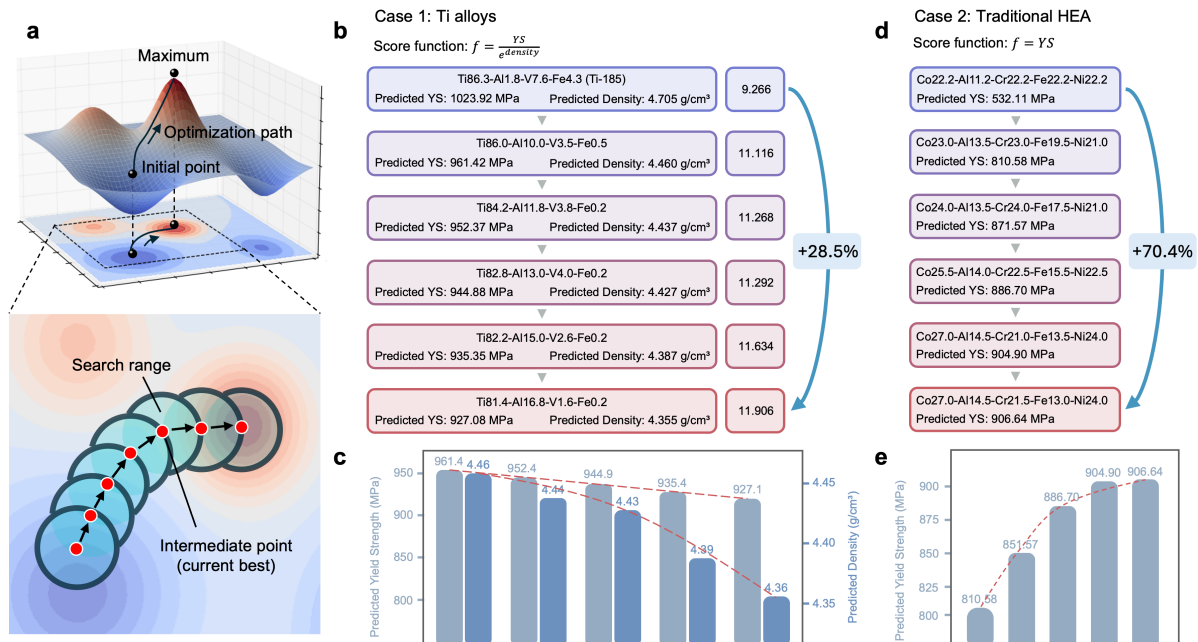 a
Maximum
Optimization path
Initial point
Search range
Intermediate point
(current best)
b
Case 1: Ti alloys
Score function: f = YS / e^density
Ti86.3-Al1.8-V7.6-Fe4.3 (Ti-185)
Predicted YS: 1023.92 MPa Predicted Density: 4.705 g/cm³
9.266
Ti86.0-Al10.0-V3.5-Fe0.5
Predicted YS: 961.42 MPa Predicted Density: 4.460 g/cm³
11.116
Ti84.2-Al11.8-V3.8-Fe0.2
Predicted YS: 952.37 MPa Predicted Density: 4.437 g/cm³
11.268
Ti82.8-Al13.0-V4.0-Fe0.2
Predicted YS: 944.88 MPa Predicted Density: 4.427 g/cm³
11.292
Ti82.2-Al15.0-V2.6-Fe0.2
Predicted YS: 935.35 MPa Predicted Density: 4.387 g/cm³
11.634
Ti81.4-Al16.8-V1.6-Fe0.2
Predicted YS: 927.08 MPa Predicted Density: 4.355 g/cm³
11.906
+28.5%
c
Predicted Yield Strength (MPa)
950
900
850
800
961.4 4.46
952.4 4.44
944.9 4.43
935.4 4.39
927.1 4.36
4.45
4.40
4.35
Predicted Density (g/cm³)
d
Case 2: Traditional HEA
Score function: f = YS
Co22.2-Al11.2-Cr22.2-Fe22.2-Ni22.2
Predicted YS: 532.11 MPa
Co23.0-Al13.5-Cr23.0-Fe19.5-Ni21.0
Predicted YS: 810.58 MPa
Co24.0-Al13.5-Cr24.0-Fe17.5-Ni21.0
Predicted YS: 871.57 MPa
Co25.5-Al14.0-Cr22.5-Fe15.5-Ni22.5
Predicted YS: 886.70 MPa
Co27.0-Al14.5-Cr21.0-Fe13.5-Ni24.0
Predicted YS: 904.90 MPa
Co27.0-Al14.5-Cr21.5-Fe13.0-Ni24.0
Predicted YS: 906.64 MPa
+70.4%
e
Predicted Yield Strength (MPa)
900
875
850
825
800
810.58
851.57
886.70
904.90
906.64